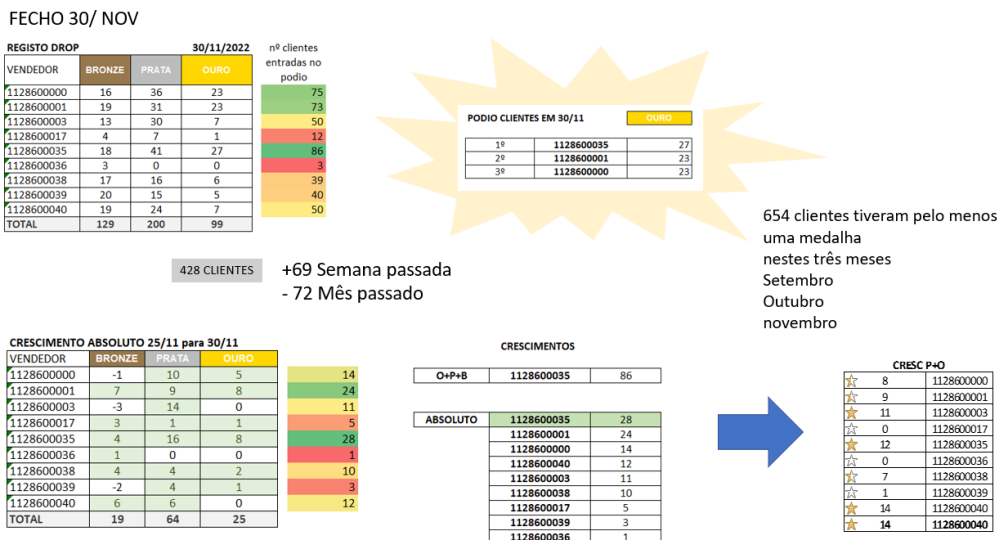 FECHO 30/ NOV
REGISTO DROP 30/11/2022 nº clientes entradas no podio
VENDEDOR BRONZE PRATA OURO
1128600000 16 36 23 75
1128600001 19 31 23 73
1128600003 13 30 7 50
1128600017 4 7 1 12
1128600035 18 41 27 86
1128600036 3 0 0 3
1128600038 17 16 6 39
1128600039 20 15 5 40
1128600040 19 24 7 50
TOTAL 129 200 99
PODIO CLIENTES EM 30/11 OURO
1º 1128600035 27
2º 1128600001 23
3º 1128600000 23
654 clientes tiveram pelo menos
uma medalha
nestes três meses
Setembro
Outubro
novembro
428 CLIENTES
+69 Semana passada
- 72 Mês passado
CRESCIMENTO ABSOLUTO 25/11 para 30/11
VENDEDOR BRONZE PRATA OURO
1128600000 -1 10 5 14
1128600001 7 9 8 24
1128600003 -3 14 0 11
1128600017 3 1 1 5
1128600035 4 16 8 28
1128600036 1 0 0 1
1128600038 4 4 2 10
1128600039 -2 4 1 3
1128600040 6 6 0 12
TOTAL 19 64 25
CRESCIMENTOS
O+P+B 1128600035 86
ABSOLUTO 1128600035 28
1128600001 24
1128600000 14
1128600040 12
1128600003 11
1128600038 10
1128600017 5
1128600039 3
1128600036 1
CRESC P+O
8 1128600000
9 1128600001
11 1128600003
0 1128600017
12 1128600035
0 1128600036
7 1128600038
1 1128600039
14 1128600040
14 1128600040